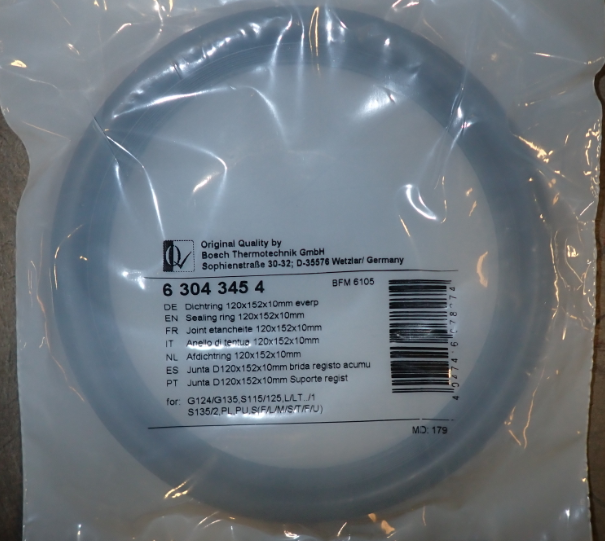 Original Quality by
Bosch Thermotechnik GmbH
Sophienstraße 30-32; D-35576 Wetzlar/ Germany
6 304 345 4
BFM 6105
DE Dichtring 120x152x10mm everp
EN Sealing ring 120x152x10mm
FR Joint etancheite 120x152x10mm
IT Anello di tentua 120x152x10mm
NL Afdichtring 120x152x10mm
ES Junta D120x152x10mm brida registo acumu
PT Junta D120x152x10mm Suporte regist
for: G124/G135,S115/125,L/LT../1
S135/2,PL,PU,S(F/L/M/S/T/E/U)
MD: 179